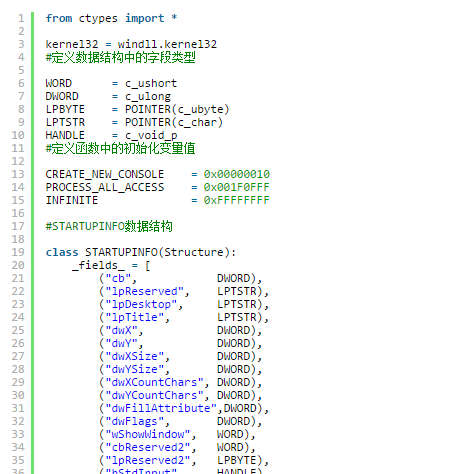 1 from ctypes import *
2
3 kernel32 = windll.kernel32
4 #定义数据结构中的字段类型
5
6 WORD      = c_ushort
7 DWORD     = c_ulong
8 LPBYTE    = POINTER(c_ubyte)
9 LPTSTR    = POINTER(c_char)
10 HANDLE    = c_void_p
11 #定义函数中的初始化变量值
12
13 CREATE_NEW_CONSOLE    = 0x00000010
14 PROCESS_ALL_ACCESS    = 0x001F0FFF
15 INFINITE              = 0xFFFFFFFF
16
17 #STARTUPINFO数据结构
18
19 class STARTUPINFO(Structure):
20     _fields_ = [
21         ("cb",            DWORD),
22         ("lpReserved",    LPTSTR),
23         ("lpDesktop",     LPTSTR),
24         ("lpTitle",       LPTSTR),
25         ("dwX",           DWORD),
26         ("dwY",           DWORD),
27         ("dwXSize",       DWORD),
28         ("dwYSize",       DWORD),
29         ("dwXCountChars", DWORD),
30         ("dwYCountChars", DWORD),
31         ("dwFillAttribute",DWORD),
32         ("dwFlags",       DWORD),
33         ("wShowWindow",   WORD),
34         ("cbReserved2",   WORD),
35         ("lpReserved2",   LPBYTE),
36         ("hStdInput",     HANDLE),